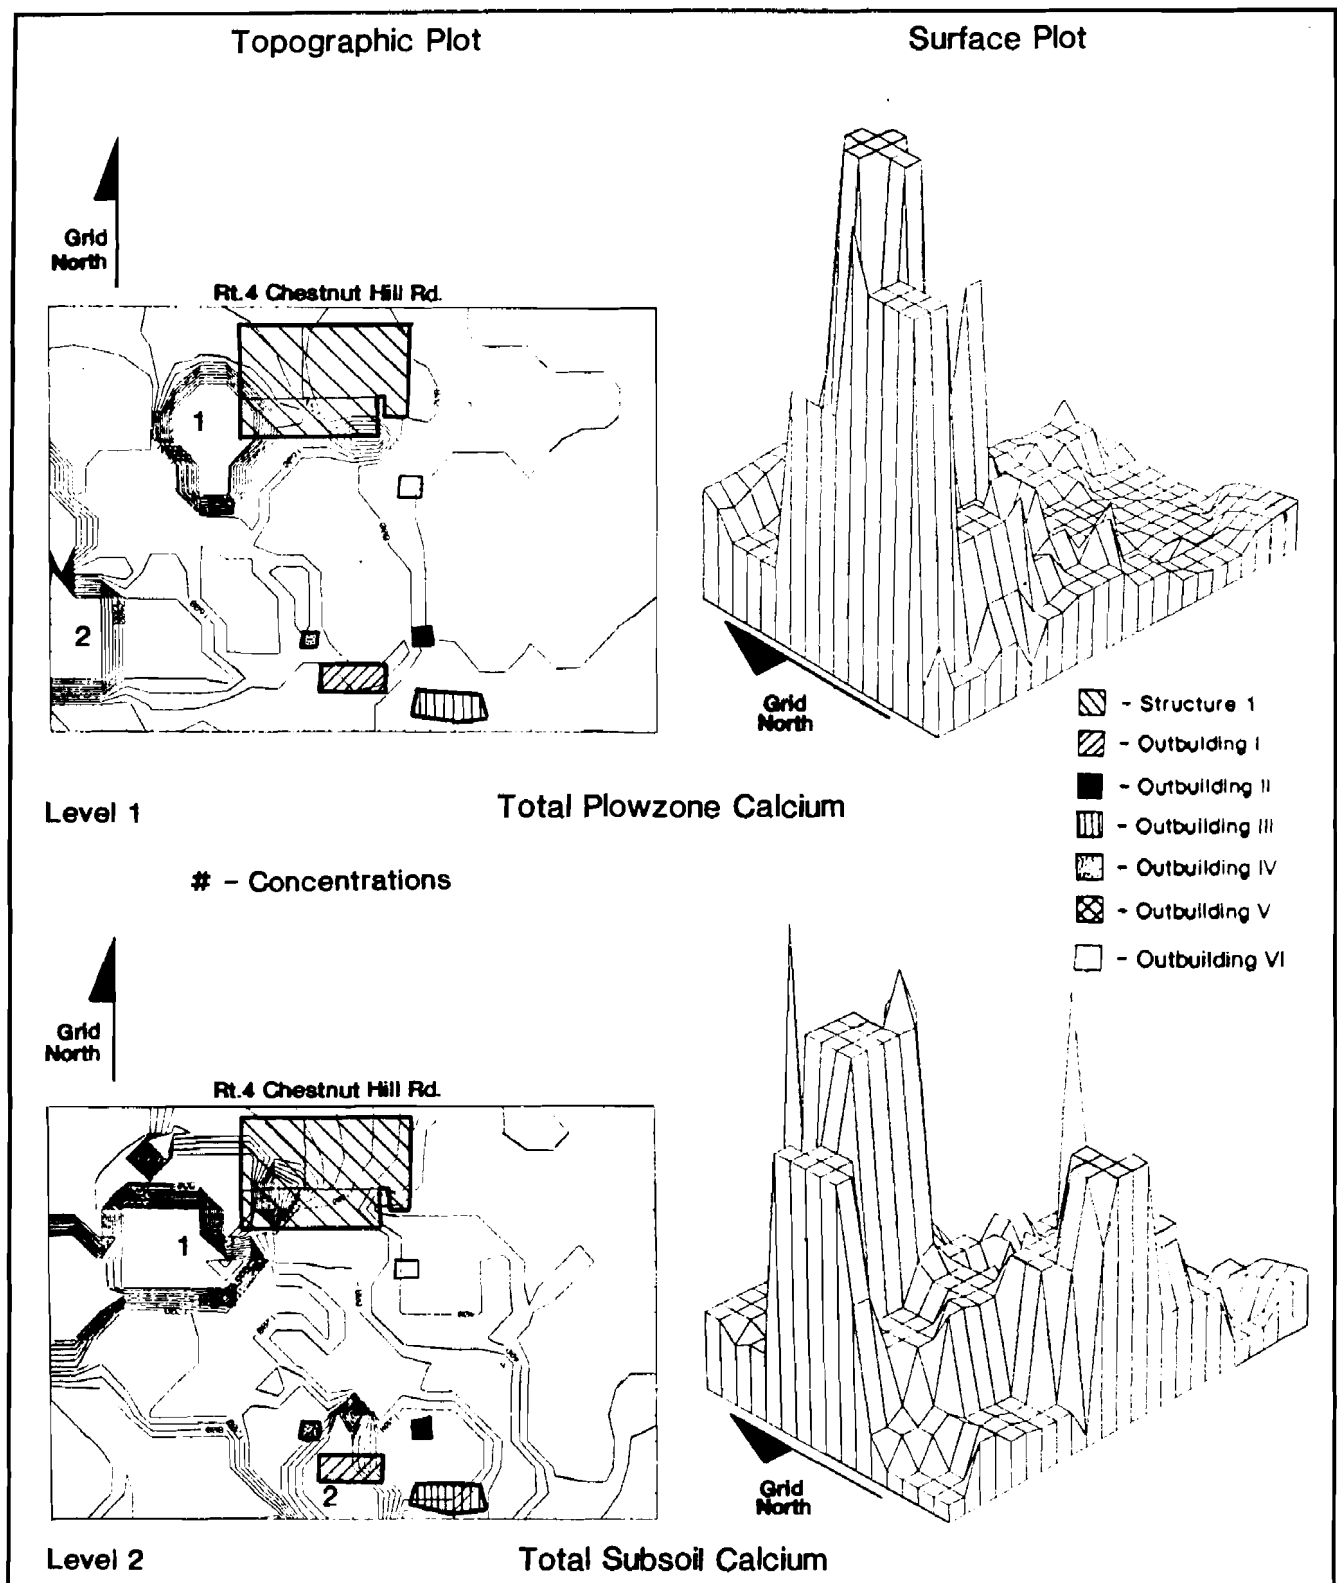 Topographic Plot
Surface Plot
Grid
North
Rt.4 Chestnut Hill Rd.
1
2
Grid
North
- Structure 1
- Outbuilding I
- Outbuilding II
- Outbuilding III
- Outbuilding IV
- Outbuilding V
- Outbuilding VI
Level 1
Total Plowzone Calcium
# - Concentrations
Grid
North
Rt.4 Chestnut Hill Rd.
1
2
Grid
North
Level 2
Total Subsoil Calcium